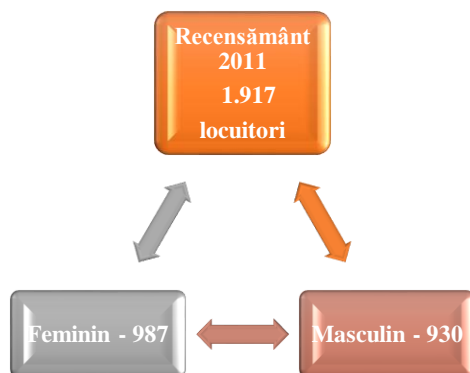 Recensământ
2011
1.917
locuitori
Feminin - 987
Masculin - 930